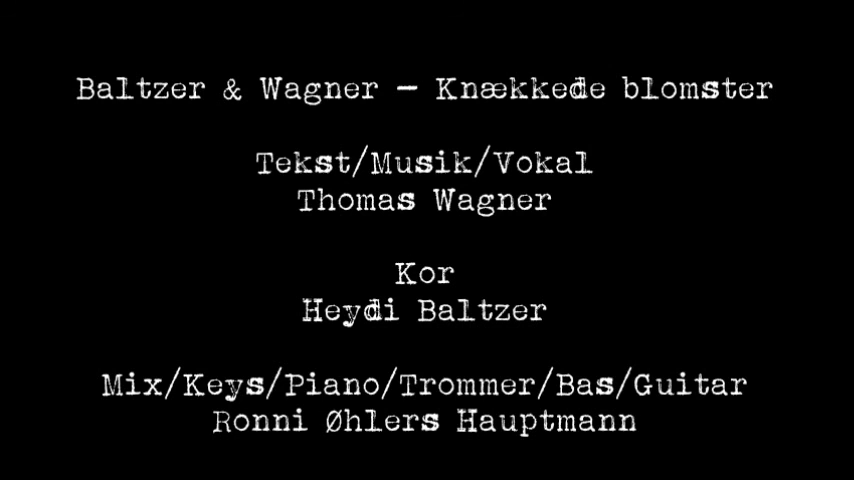 Baltzer & Wagner – Knækkede blomster
Tekst/Musik/Vokal
Thomas Wagner
Kor
Heydi Baltzer
Mix/Keys/Piano/Trommer/Bas/Guitar
Ronni Øhlers Hauptmann